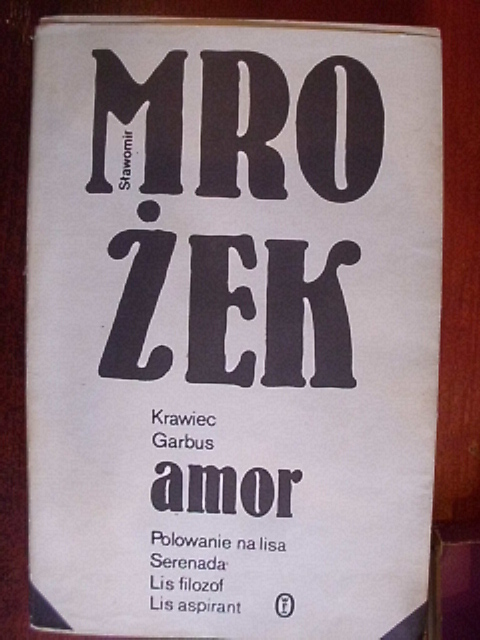 MRO
Sławomir
ŻEK
Krawiec
Garbus
amor
Polowanie na lisa
Serenada
Lis filozof
Lis aspirant